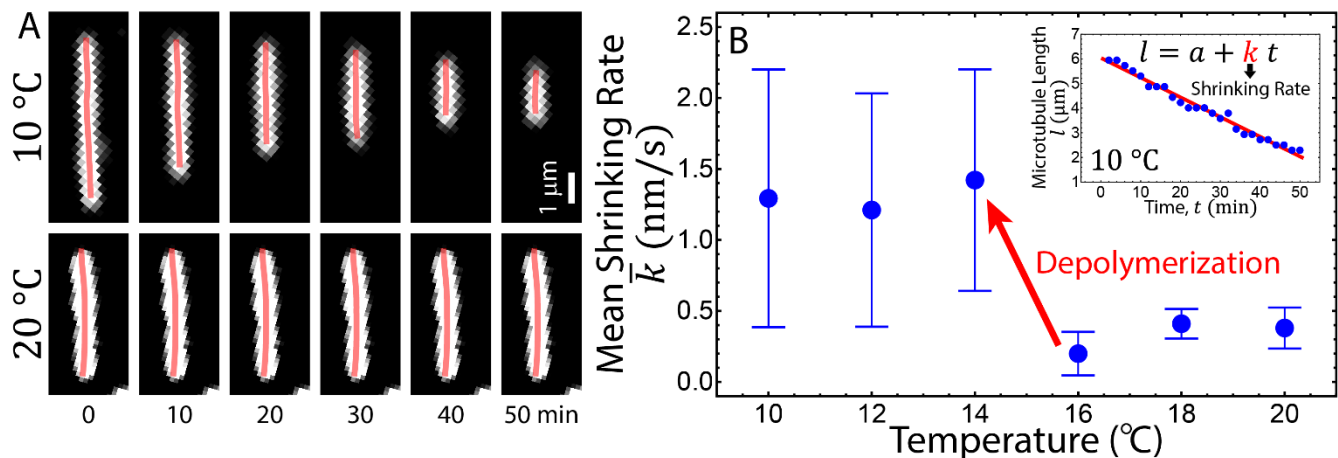 A
10 °C
1 μm
20 °C
0 10 20 30 40 50 min
B
Mean Shrinking Rate
k̅ (nm/s)
2.5
2.0
1.5
1.0
0.5
0.0
10 12 14 16 18 20
Temperature (℃)
Depolymerization
l = a + k t
Shrinking Rate
10 °C
Microtubule Length
l (μm)
7
6
5
4
3
2
1
0 10 20 30 40 50
Time, t (min)